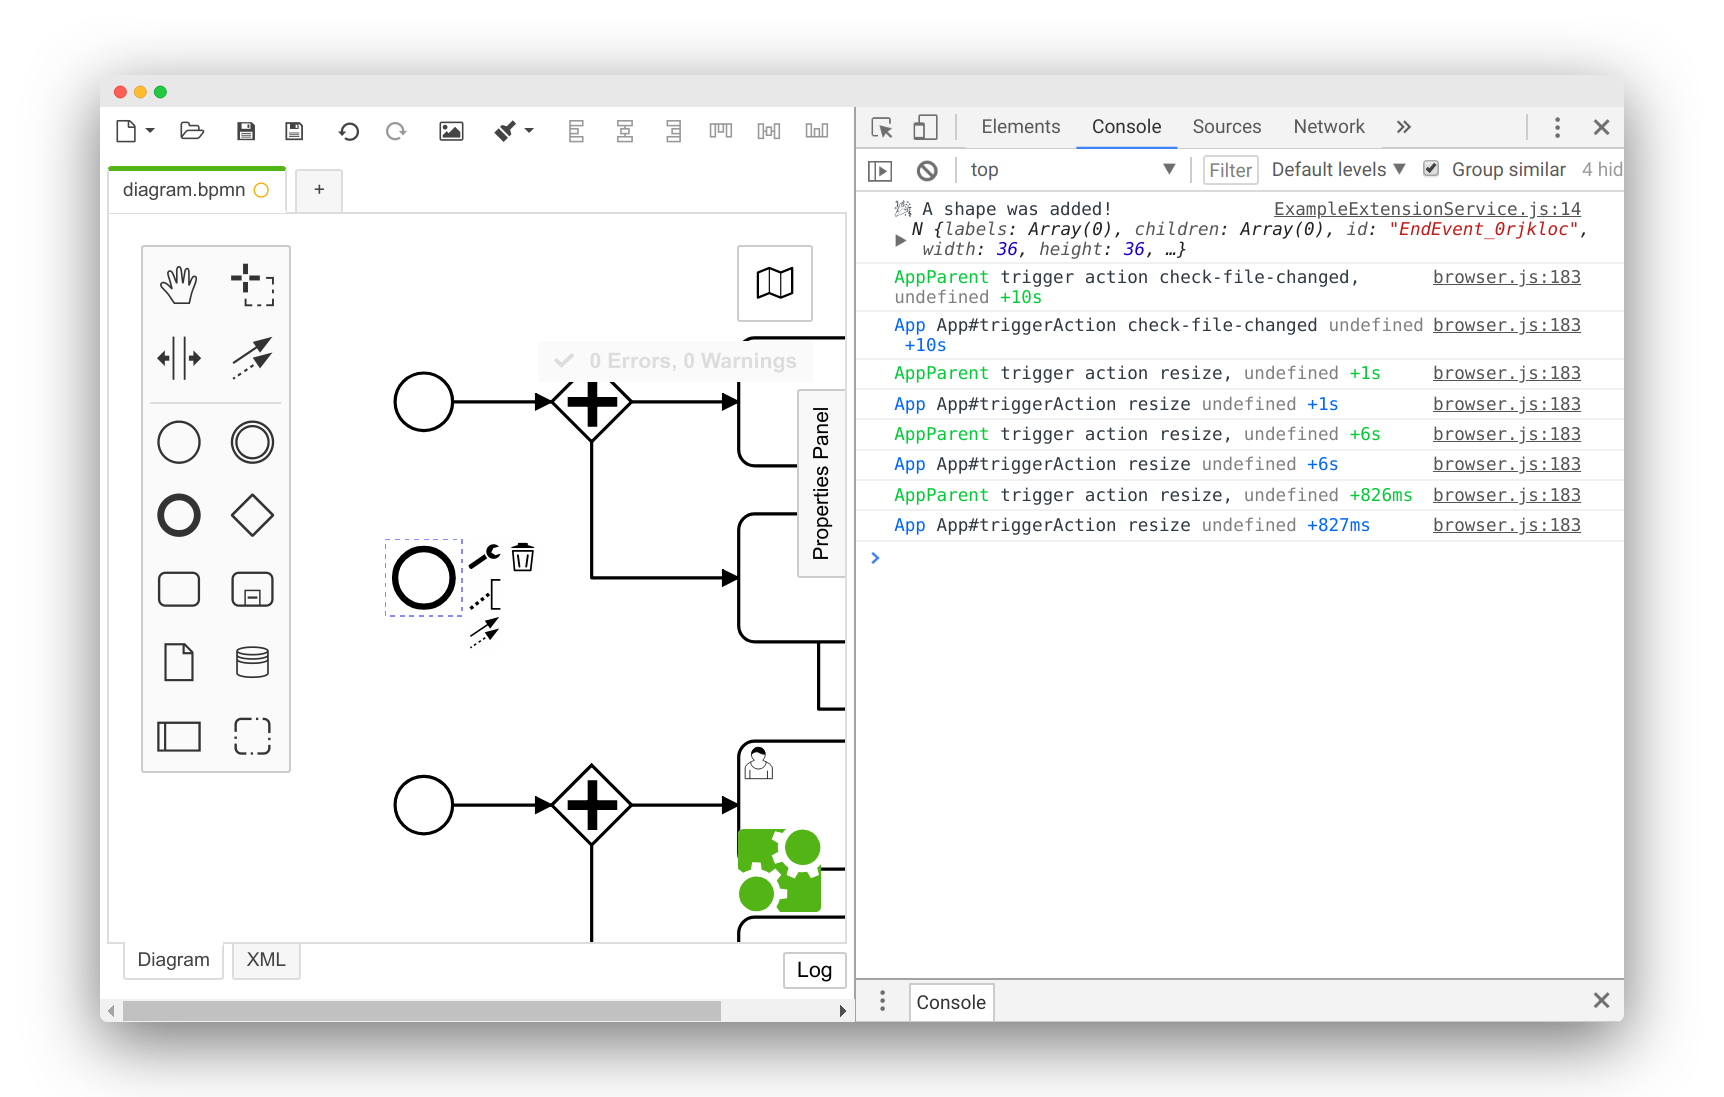 diagram.bpmn
+
0 Errors, 0 Warnings
Properties Panel
Diagram
XML
Log
Elements
Console
Sources
Network
top
Filter
Default levels
Group similar
4 hid
A shape was added!
ExampleExtensionService.js:14
N {labels: Array(0), children: Array(0), id: "EndEvent_0rjkloc",
width: 36, height: 36, …}
AppParent trigger action check-file-changed,
browser.js:183
undefined +10s
App App#triggerAction check-file-changed undefined
browser.js:183
+10s
AppParent trigger action resize, undefined +1s
browser.js:183
App App#triggerAction resize undefined +1s
browser.js:183
AppParent trigger action resize, undefined +6s
browser.js:183
App App#triggerAction resize undefined +6s
browser.js:183
AppParent trigger action resize, undefined +826ms
browser.js:183
App App#triggerAction resize undefined +827ms
browser.js:183
Console